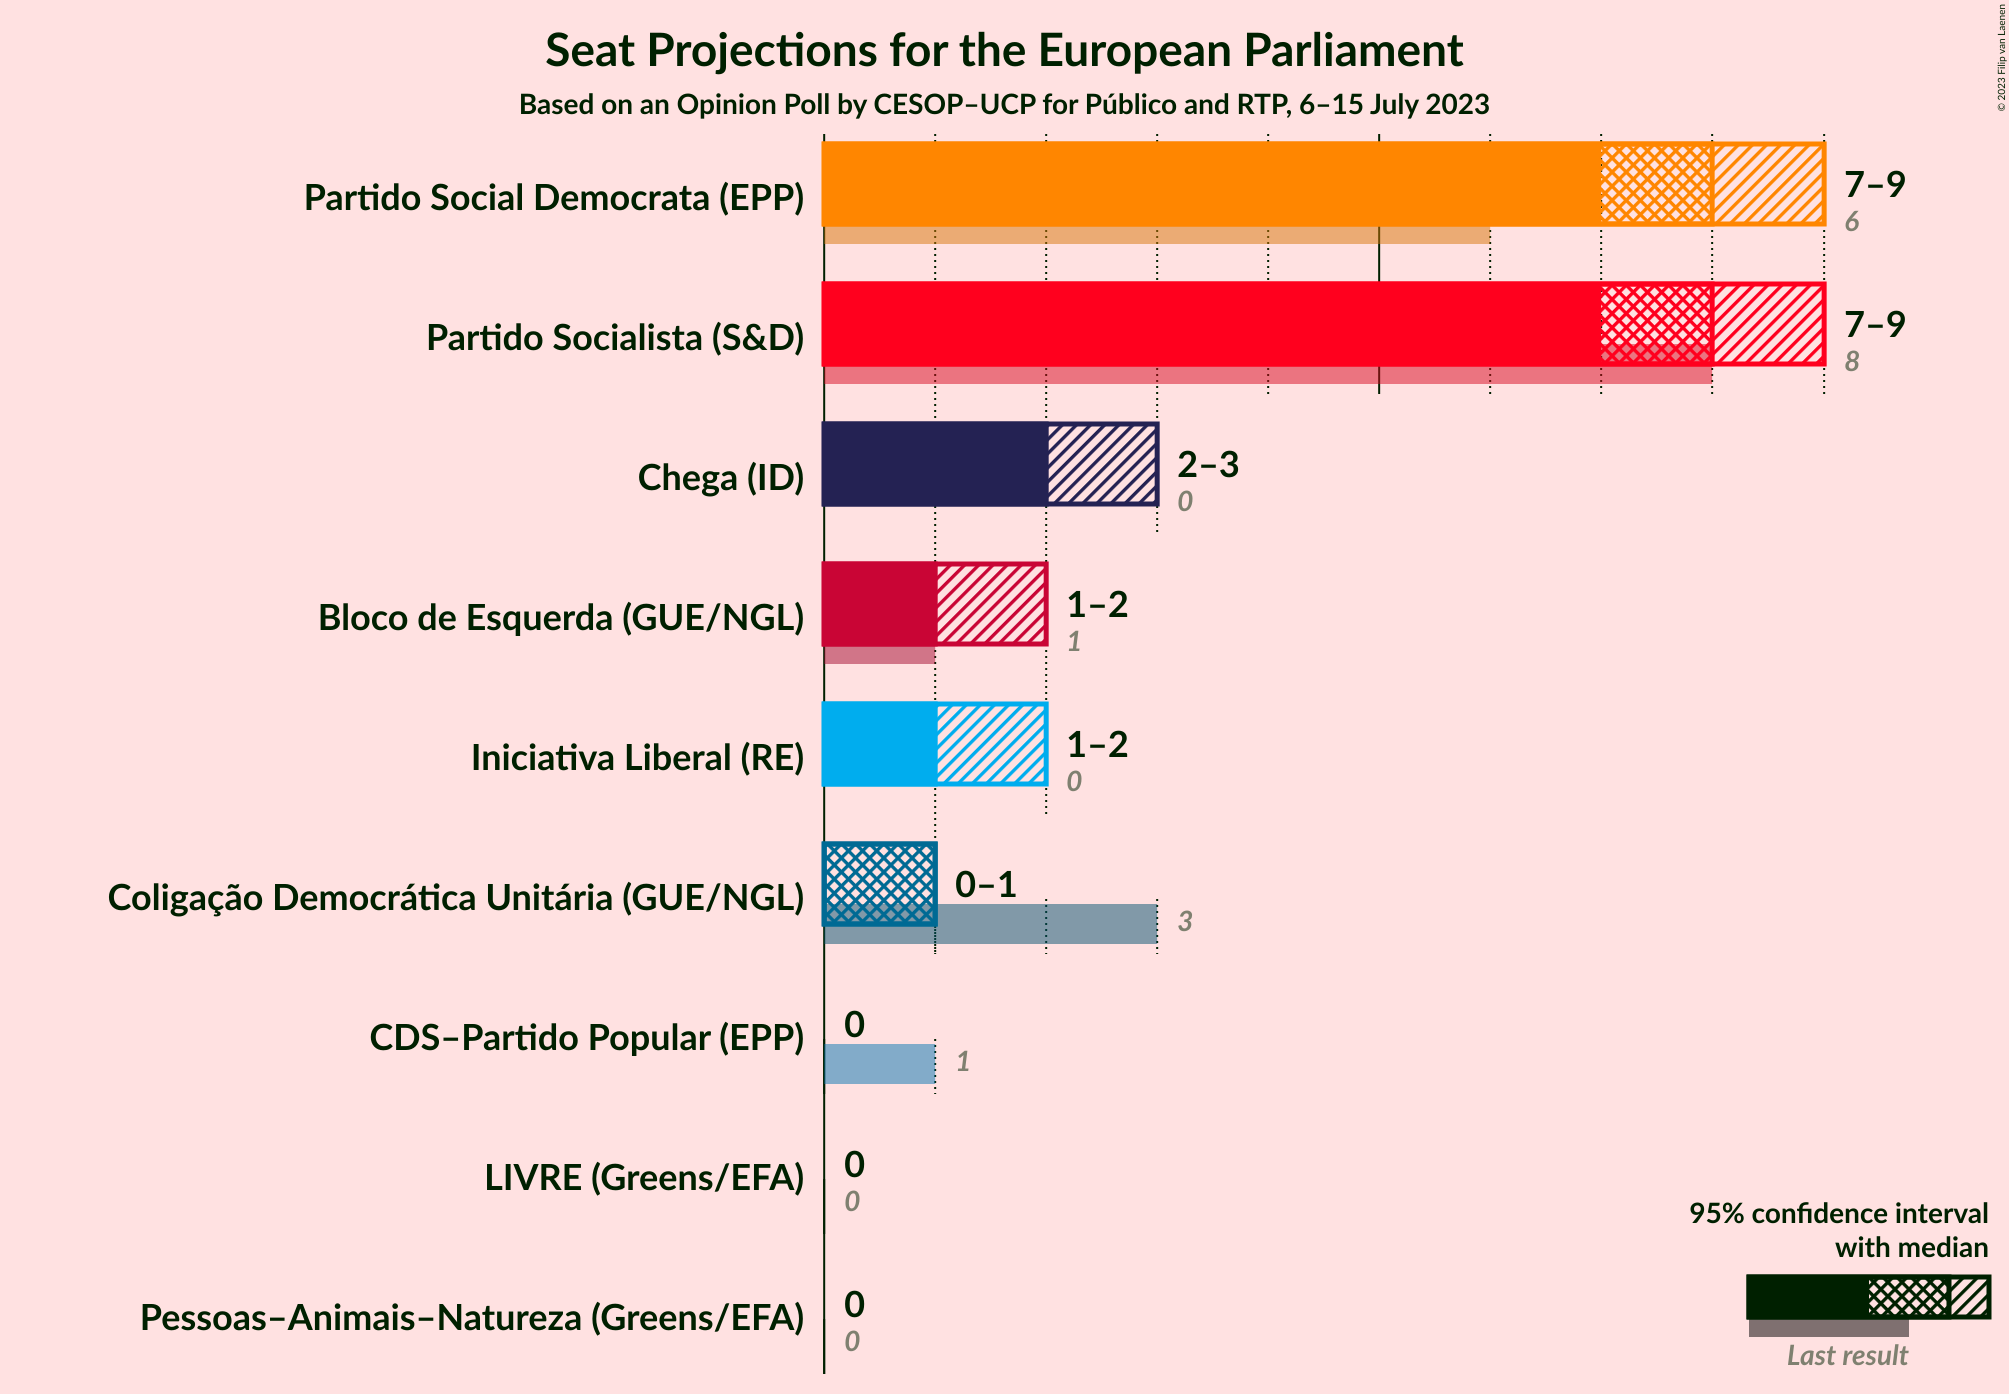 Seat Projections for the European Parliament
Based on an Opinion Poll by CESOP–UCP for Público and RTP, 6–15 July 2023
© 2023 Filip van Laenen
Partido Social Democrata (EPP)
7–9
6
Partido Socialista (S&D)
7–9
8
Chega (ID)
2–3
0
Bloco de Esquerda (GUE/NGL)
1–2
1
Iniciativa Liberal (RE)
1–2
0
Coligação Democrática Unitária (GUE/NGL)
0–1
3
CDS–Partido Popular (EPP)
0
1
LIVRE (Greens/EFA)
0
0
Pessoas–Animais–Natureza (Greens/EFA)
0
0
95% confidence interval
with median
Last result